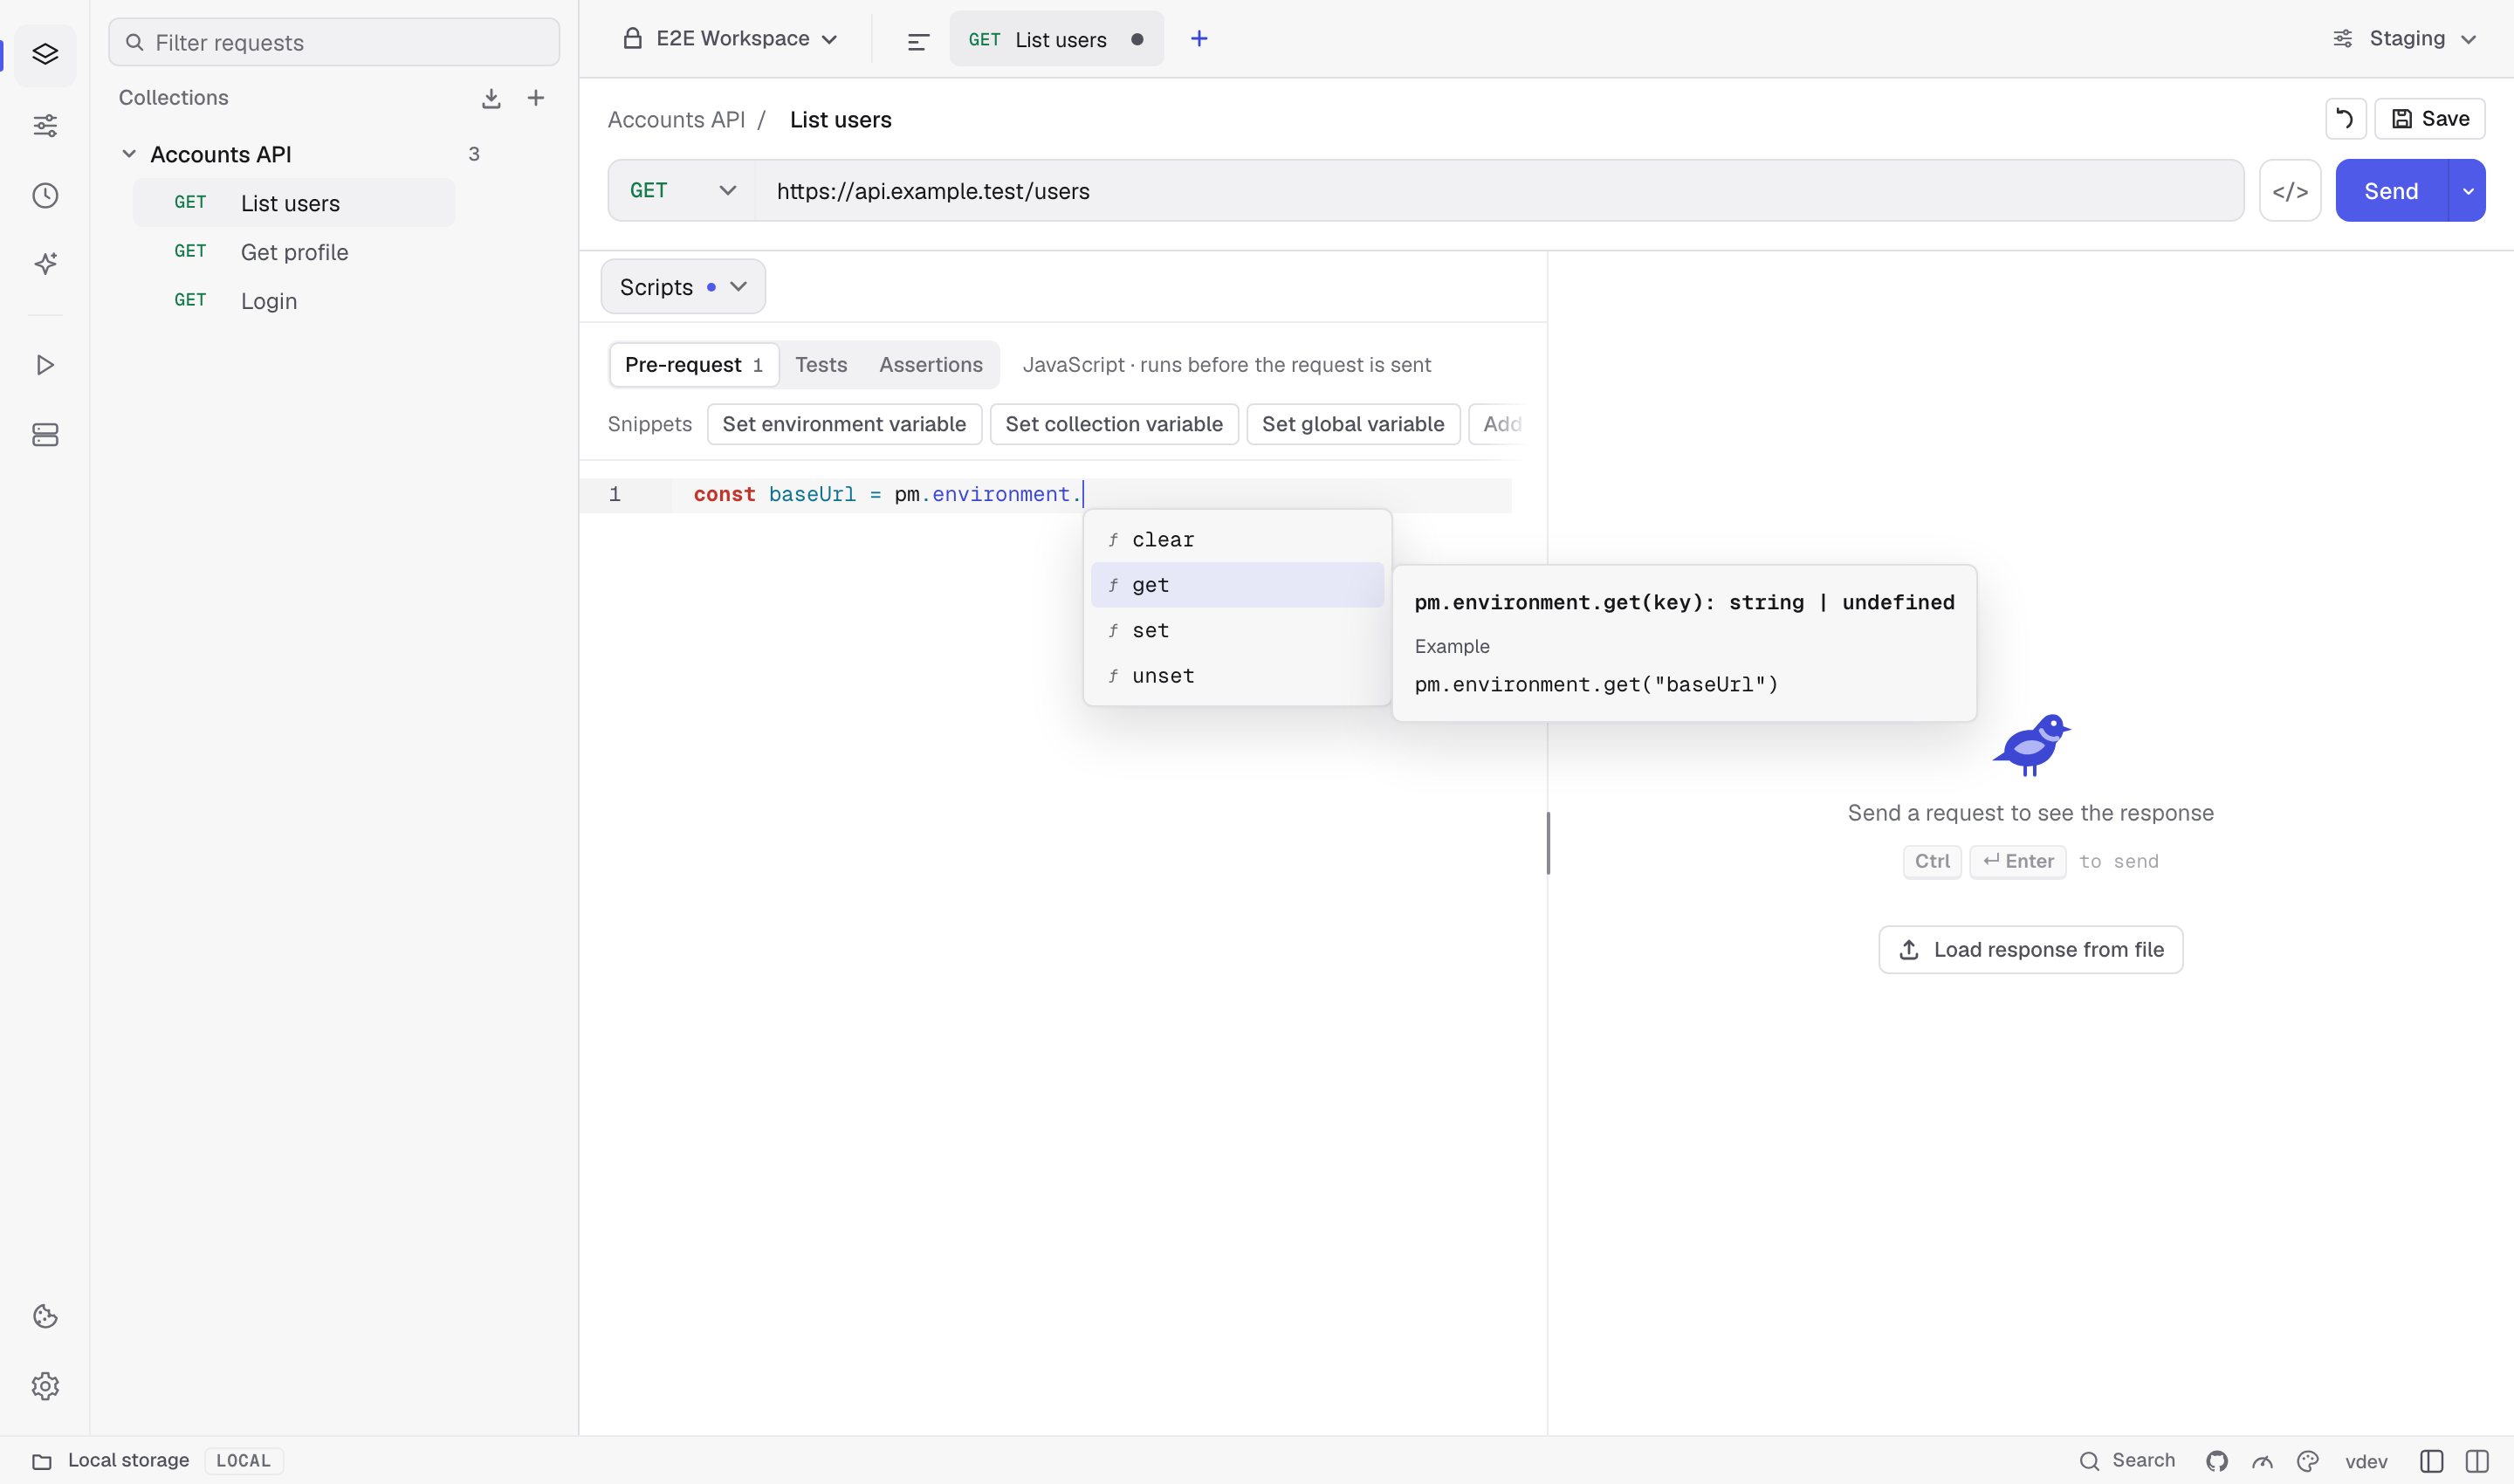 Filter requests
Collections
Accounts API 3
GET List users
GET Get profile
GET Login
E2E Workspace
GET List users
Staging
Accounts API / List users
Save
GET https://api.example.test/users
</> Send
Scripts
Pre-request 1 Tests Assertions JavaScript · runs before the request is sent
Snippets Set environment variable Set collection variable Set global variable Add
1 const baseUrl = pm.environment.
f clear
f get
f set
f unset
pm.environment.get(key): string | undefined
Example
pm.environment.get("baseUrl")
Send a request to see the response
Ctrl Enter to send
Load response from file
Local storage LOCAL
Search vdev